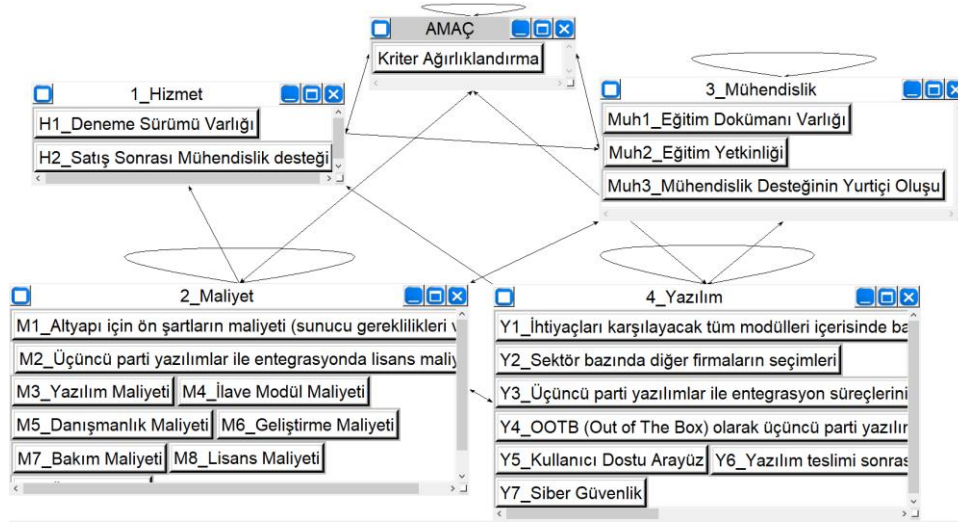 AMAÇ
Kriter Ağırlıklandırma
1_Hizmet
H1_Deneme Sürümü Varlığı
H2_Satış Sonrası Mühendislik desteği
3_Mühendislik
Muh1_Eğitim Dokümanı Varlığı
Muh2_Eğitim Yetkinliği
Muh3_Mühendislik Desteğinin Yurtiçi Oluşu
2_Maliyet
M1_Altyapı için ön şartların maliyeti (sunucu gereklilikleri
M2_Üçüncü parti yazılımlar ile entegrasyonda lisans
M3_Yazılım Maliyeti M4_İlave Modül Maliyeti
M5_Danışmanlık Maliyeti M6_Geliştirme Maliyeti
M7_Bakım Maliyeti M8_Lisans Maliyeti
4_Yazılım
Y1_İhtiyaçları karşılayacak tüm modülleri içerisinde
Y2_Sektör bazında diğer firmaların seçimleri
Y3_Üçüncü parti yazılımlar ile entegrasyon süreçlerini
Y4_OOTB (Out of The Box) olarak üçüncü parti
Y5_Kullanıcı Dostu Arayüz Y6_Yazılım teslimi
Y7_Siber Güvenlik